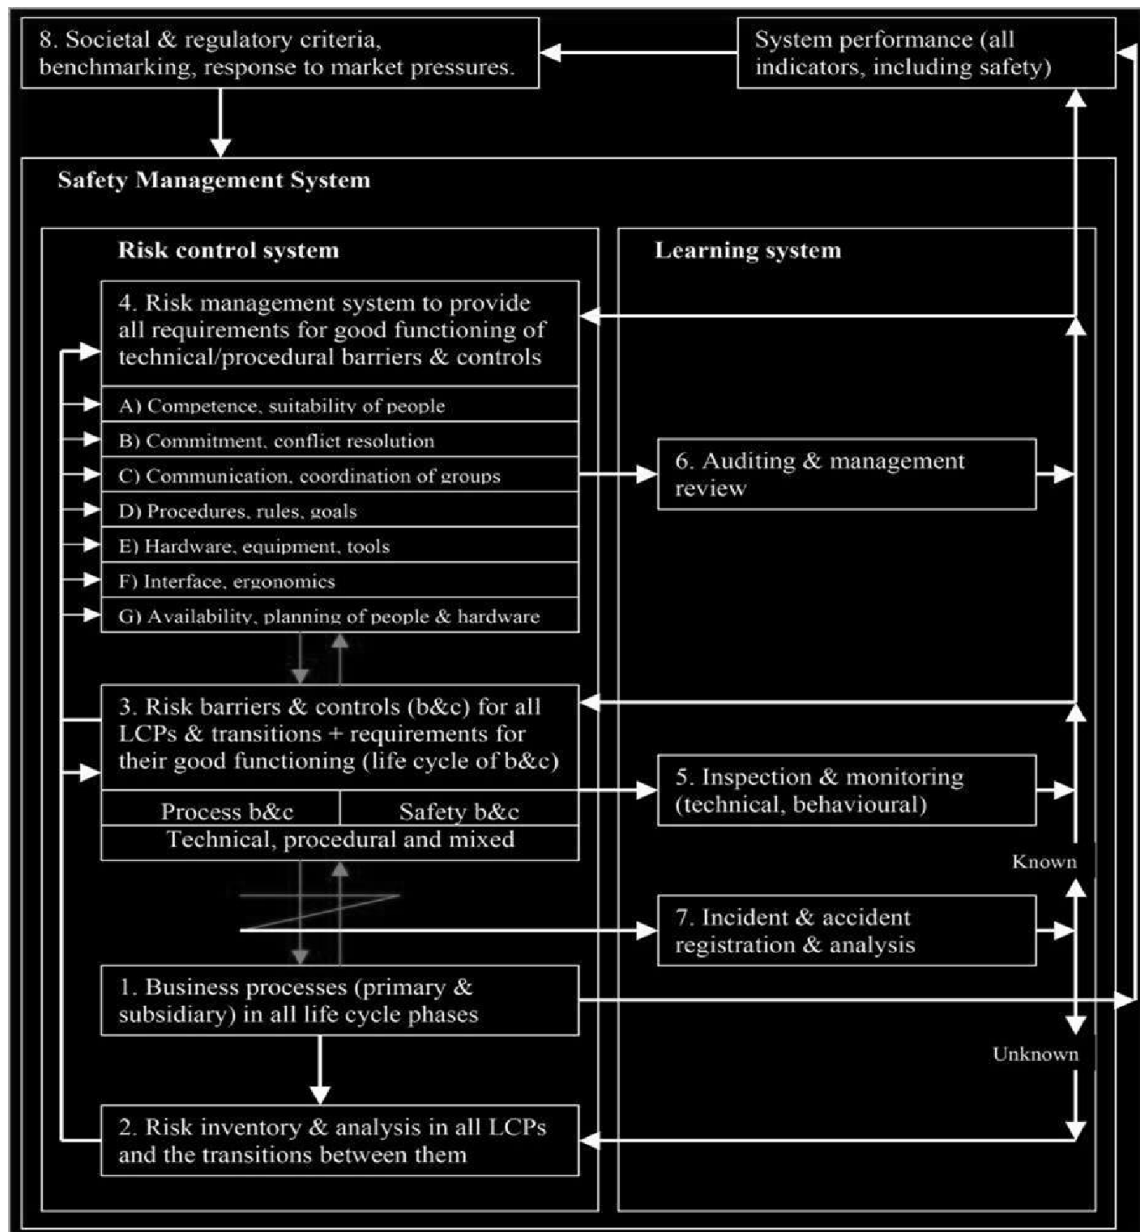 8. Societal & regulatory criteria,
benchmarking, response to market pressures.
System performance (all
indicators, including safety)
Safety Management System
Risk control system
4. Risk management system to provide
all requirements for good functioning of
technical/procedural barriers & controls
A) Competence, suitability of people
B) Commitment, conflict resolution
C) Communication, coordination of groups
D) Procedures, rules, goals
E) Hardware, equipment, tools
F) Interface, ergonomics
G) Availability, planning of people & hardware
3. Risk barriers & controls (b&c) for all
LCPs & transitions + requirements for
their good functioning (life cycle of b&c)
Process b&c
Safety b&c
Technical, procedural and mixed
1. Business processes (primary &
subsidiary) in all life cycle phases
2. Risk inventory & analysis in all LCPs
and the transitions between them
Learning system
6. Auditing & management
review
5. Inspection & monitoring
(technical, behavioural)
Known
7. Incident & accident
registration & analysis
Unknown